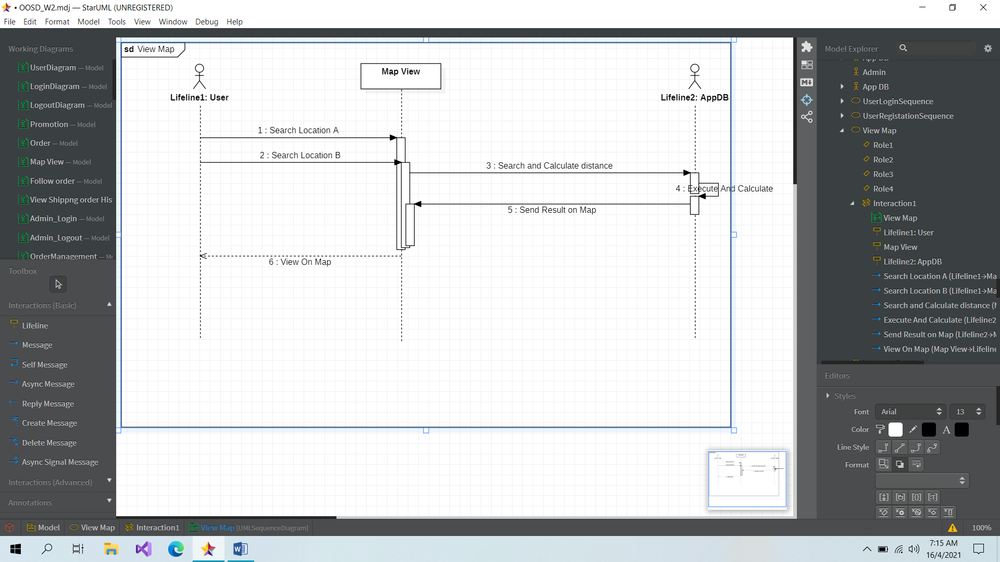 • OOSD_W2.mdj — StarUML (UNREGISTERED)
File Edit Format Model Tools View Window Debug Help
Working Diagrams
UserDiagram — Model
LoginDiagram — Model
LogoutDiagram — Model
Promotion — Model
Order — Model
Map View — Model
Follow order — Model
View Shippng order His
Admin_Login — Model
Admin_Logout — Model
OrderManagement — Mo
Toolbox
Interactions (Basic)
Lifeline
Message
Self Message
Async Message
Reply Message
Create Message
Delete Message
Async Signal Message
Interactions (Advanced)
Annotations
sd View Map
Lifeline1: User
Map View
Lifeline2: AppDB
1 : Search Location A
2 : Search Location B
3 : Search and Calculate distance
4 : Execute And Calculate
5 : Send Result on Map
6 : View On Map
Model Explorer
App DB
Admin
App DB
UserLoginSequence
UserRegistationSequence
View Map
Role1
Role2
Role3
Role4
Interaction1
View Map
Lifeline1: User
Map View
Lifeline2: AppDB
Search Location A (Lifeline1→Ma
Search Location B (Lifeline1→Ma
Search and Calculate distance (M
Execute And Calculate (Lifeline2
Send Result on Map (Lifeline2→M
View On Map (Map View→Lifeline
Editors
Styles
Font Arial 13
Color A
Line Style
Format
Model View Map Interaction1 View Map [UMLSequenceDiagram]
100%
7:15 AM
16/4/2021